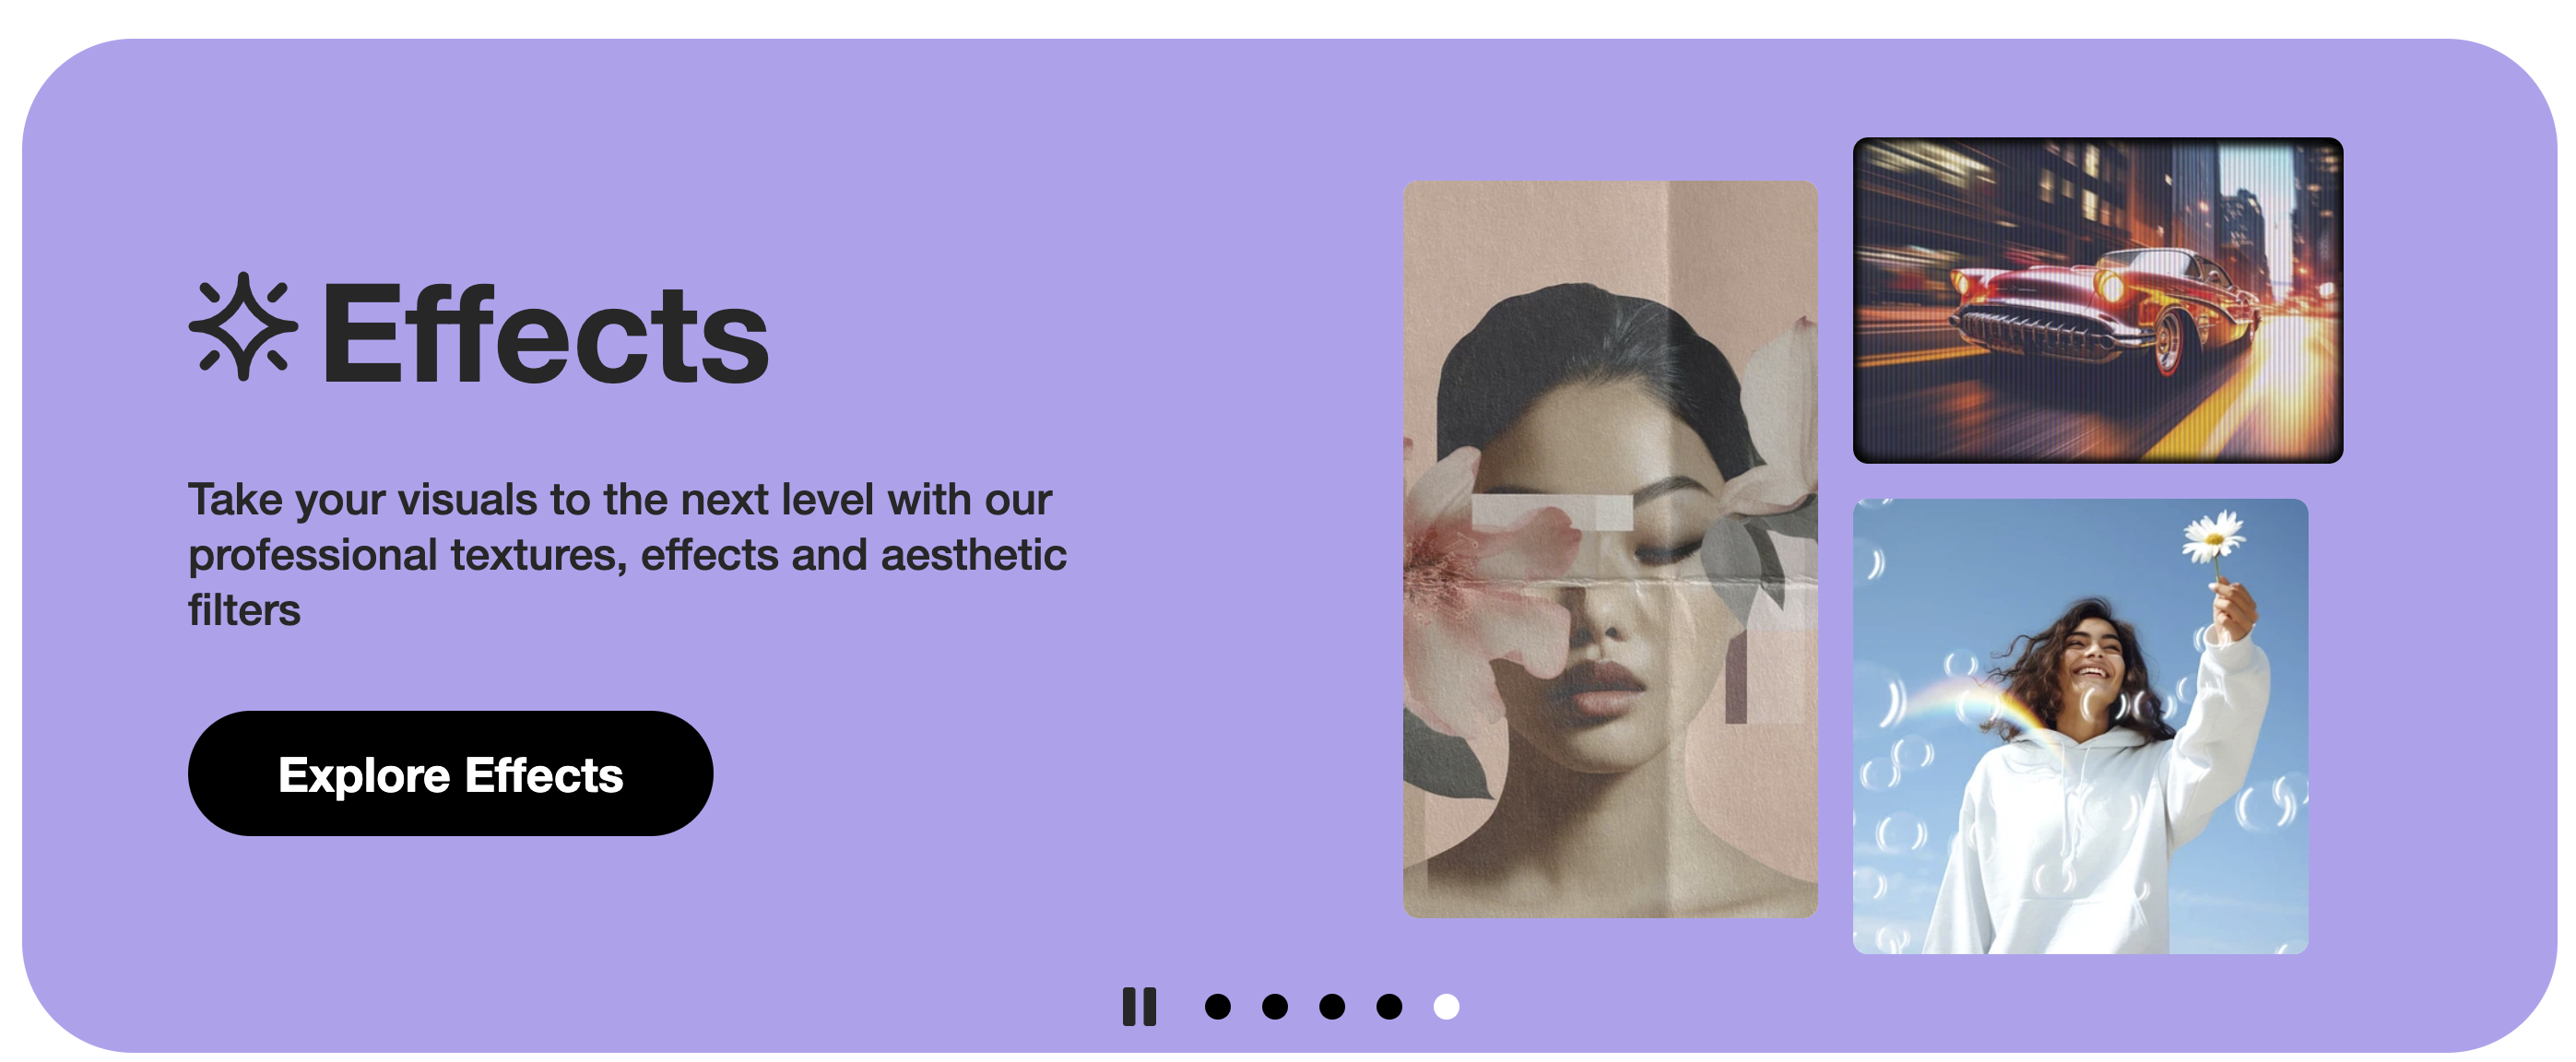 Effects
Take your visuals to the next level with our
professional textures, effects and aesthetic
filters
Explore Effects